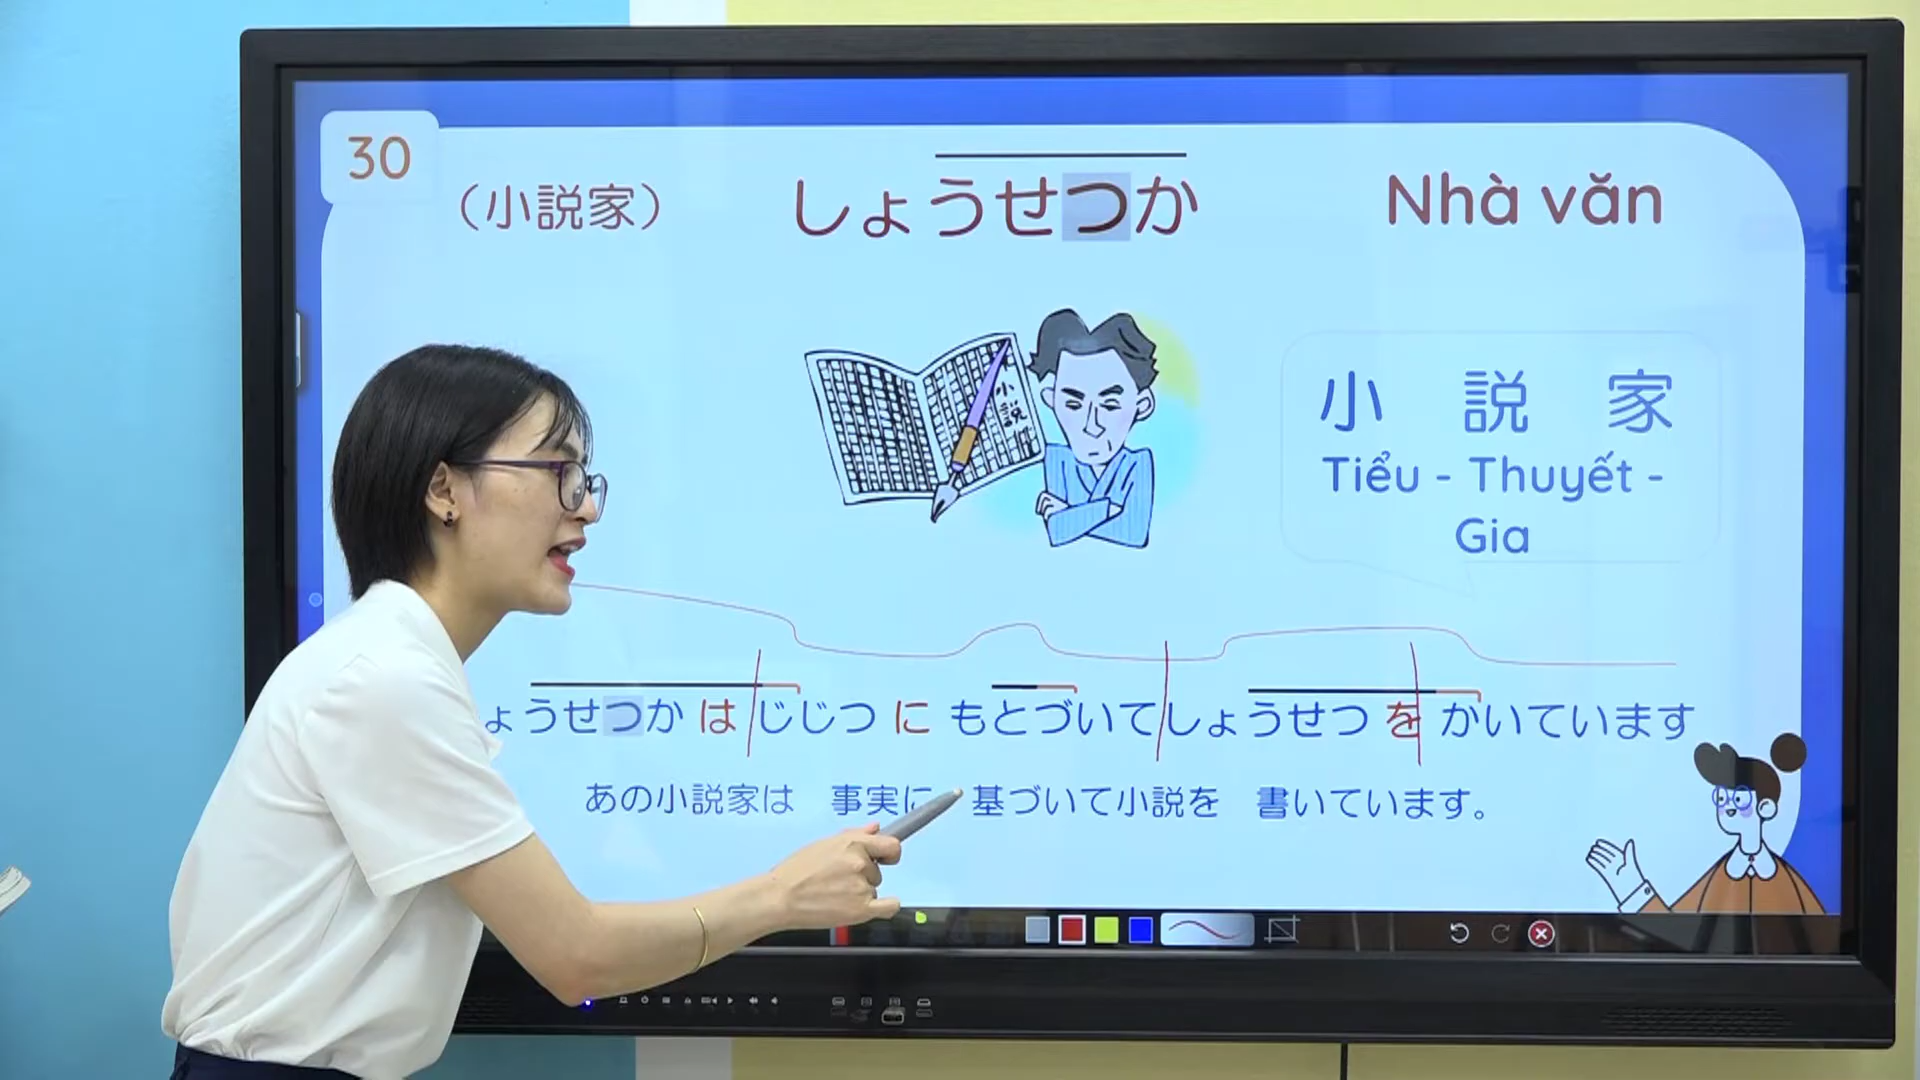 30
（小説家） しょうせつか Nhà văn
小説
小 説 家
Tiểu - Thuyết -
Gia
ょうせつか は じじつ に もとづいて しょうせつ を かいています
あの小説家は 事実に 基づいて小説を 書いています。